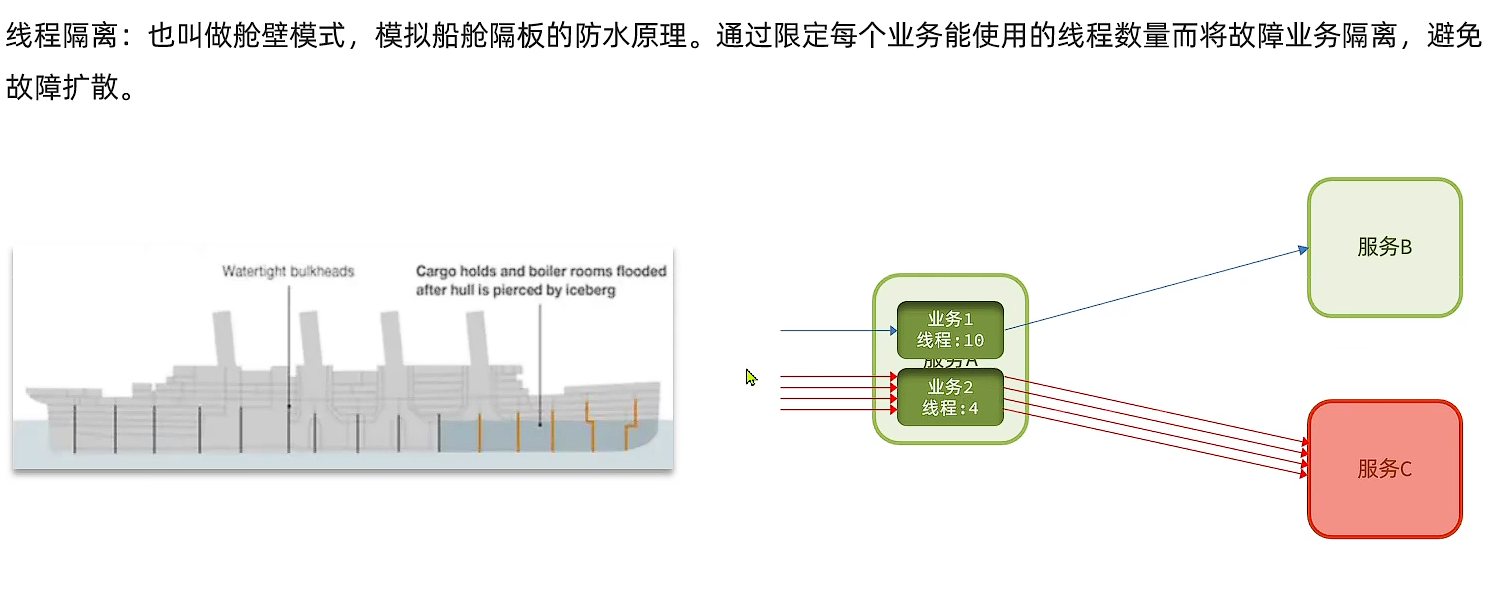 线程隔离：也叫做舱壁模式，模拟船舱隔板的防水原理。通过限定每个业务能使用的线程数量而将故障业务隔离，避免
故障扩散。
Watertight bulkheads
Cargo holds and boiler rooms flooded
after hull is pierced by iceberg
业务1
线程:10
服务A
业务2
线程:4
服务B
服务C